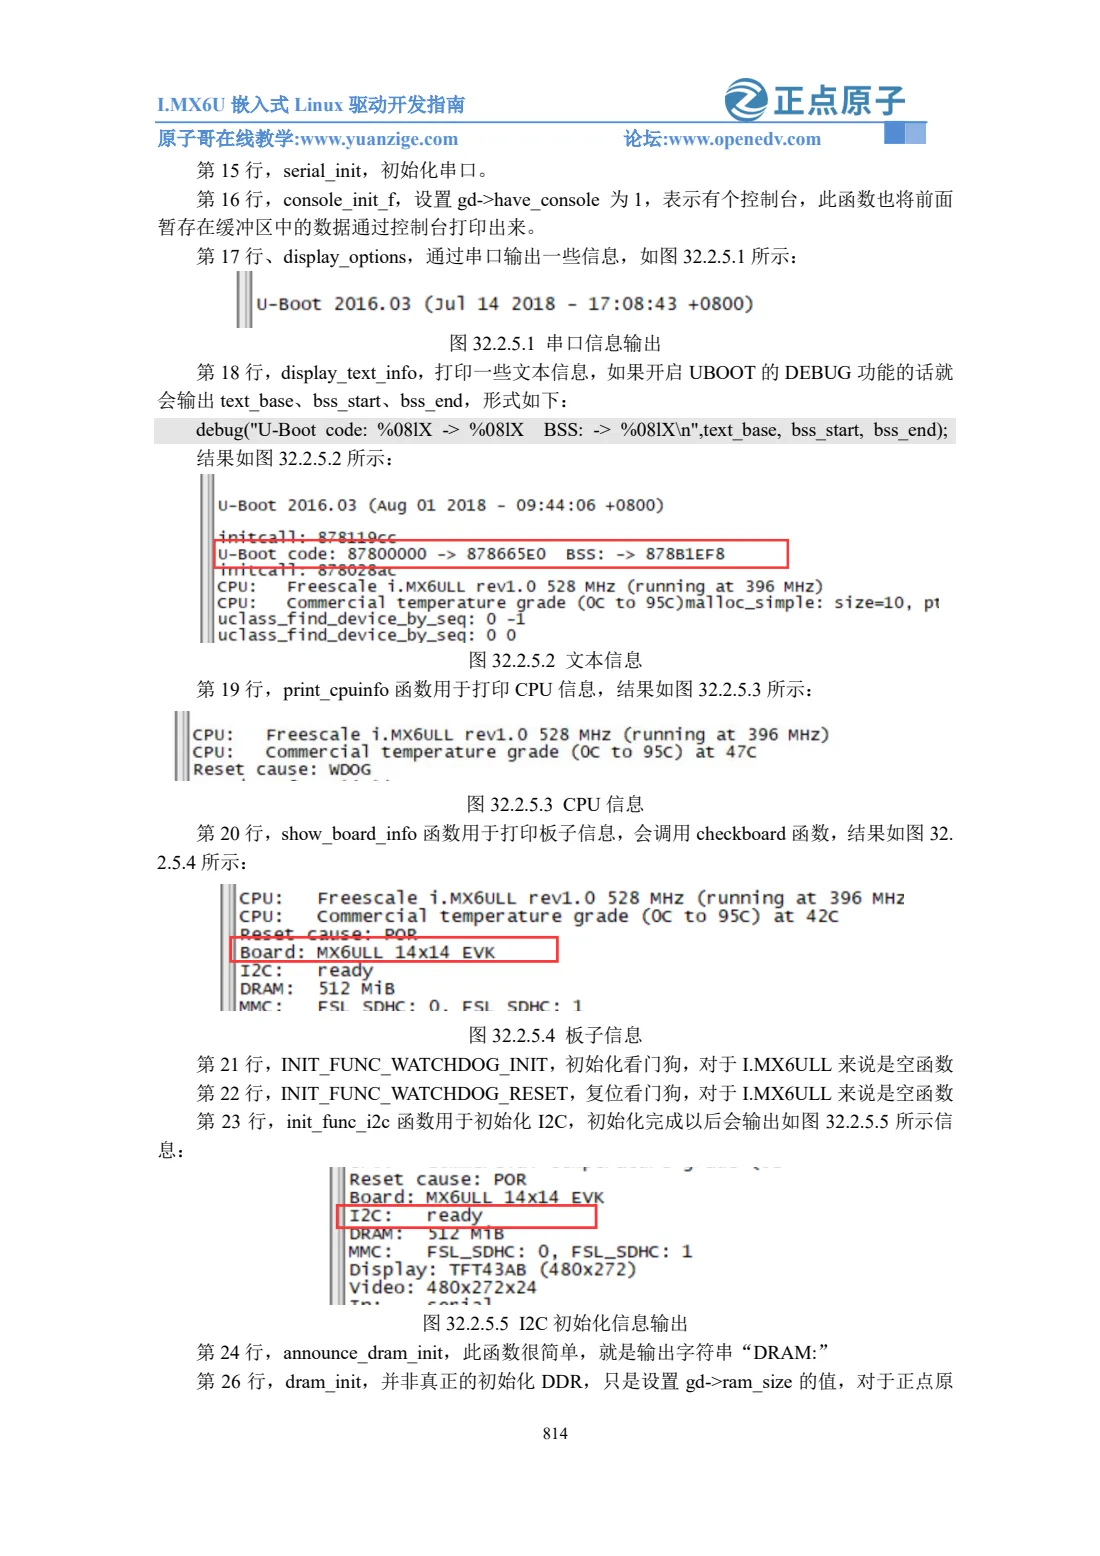 I.MX6U 嵌入式 Linux 驱动开发指南
正点原子
原子哥在线教学:www.yuanzige.com 论坛:www.openedv.com
第 15 行，serial_init，初始化串口。
第 16 行，console_init_f，设置 gd->have_console 为 1，表示有个控制台，此函数也将前面
暂存在缓冲区中的数据通过控制台打印出来。
第 17 行、display_options，通过串口输出一些信息，如图 32.2.5.1 所示：
U-Boot 2016.03 (Jul 14 2018 - 17:08:43 +0800)
图 32.2.5.1 串口信息输出
第 18 行，display_text_info，打印一些文本信息，如果开启 UBOOT 的 DEBUG 功能的话就
会输出 text_base、bss_start、bss_end，形式如下：
debug("U-Boot code: %08lX -> %08lX BSS: -> %08lX\n",text_base, bss_start, bss_end);
结果如图 32.2.5.2 所示：
U-Boot 2016.03 (Aug 01 2018 - 09:44:06 +0800)
initcall: 878119cc
U-Boot code: 87800000 -> 878665E0 BSS: -> 878B1EF8
initcall: 878028ac
CPU: Freescale i.MX6ULL rev1.0 528 MHz (running at 396 MHz)
CPU: Commercial temperature grade (0C to 95C)malloc_simple: size=10, pt
uclass_find_device_by_seq: 0 -1
uclass_find_device_by_seq: 0 0
图 32.2.5.2 文本信息
第 19 行，print_cpuinfo 函数用于打印 CPU 信息，结果如图 32.2.5.3 所示：
CPU: Freescale i.MX6ULL rev1.0 528 MHz (running at 396 MHz)
CPU: Commercial temperature grade (0C to 95C) at 47C
Reset cause: WDOG
图 32.2.5.3 CPU 信息
第 20 行，show_board_info 函数用于打印板子信息，会调用 checkboard 函数，结果如图 32.
2.5.4 所示：
CPU: Freescale i.MX6ULL rev1.0 528 MHz (running at 396 MHz
CPU: Commercial temperature grade (0C to 95C) at 42C
Reset cause: POR
Board: MX6ULL 14x14 EVK
I2C: ready
DRAM: 512 MiB
MMC: FSL_SDHC: 0, FSL_SDHC: 1
图 32.2.5.4 板子信息
第 21 行，INIT_FUNC_WATCHDOG_INIT，初始化看门狗，对于 I.MX6ULL 来说是空函数
第 22 行，INIT_FUNC_WATCHDOG_RESET，复位看门狗，对于 I.MX6ULL 来说是空函数
第 23 行，init_func_i2c 函数用于初始化 I2C，初始化完成以后会输出如图 32.2.5.5 所示信
息：
Reset cause: POR
Board: MX6ULL 14x14 EVK
I2C: ready
DRAM: 512 MiB
MMC: FSL_SDHC: 0, FSL_SDHC: 1
Display: TFT43AB (480x272)
Video: 480x272x24
In: serial
图 32.2.5.5 I2C 初始化信息输出
第 24 行，announce_dram_init，此函数很简单，就是输出字符串“DRAM:”
第 26 行，dram_init，并非真正的初始化 DDR，只是设置 gd->ram_size 的值，对于正点原
814